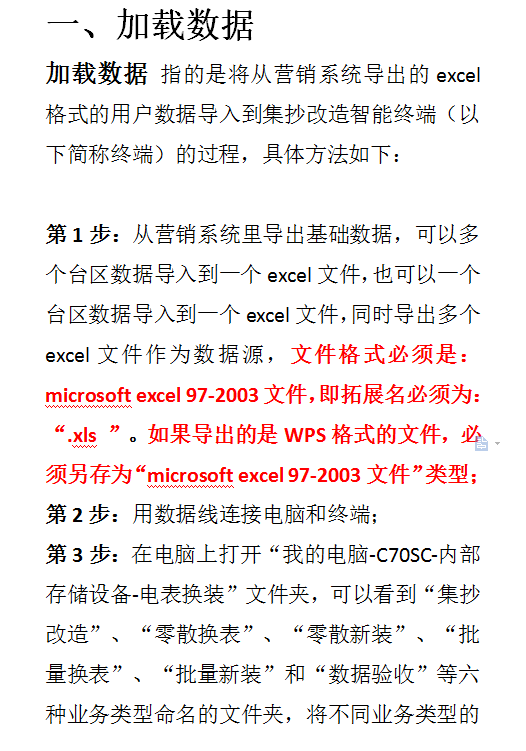 一、加载数据
加载数据 指的是将从营销系统导出的 excel
格式的用户数据导入到集抄改造智能终端（以
下简称终端）的过程，具体方法如下：
第 1 步：从营销系统里导出基础数据，可以多
个台区数据导入到一个 excel 文件，也可以一个
台区数据导入到一个 excel 文件，同时导出多个
excel 文件作为数据源，文件格式必须是：
microsoft excel 97-2003 文件，即拓展名必须为：
“.xls ”。如果导出的是 WPS 格式的文件，必
须另存为“microsoft excel 97-2003 文件”类型；
第 2 步：用数据线连接电脑和终端；
第 3 步：在电脑上打开“我的电脑-C70SC-内部
存储设备-电表换装”文件夹，可以看到“集抄
改造”、“零散换表”、“零散新装”、“批
量换表”、“批量新装”和“数据验收”等六
种业务类型命名的文件夹，将不同业务类型的